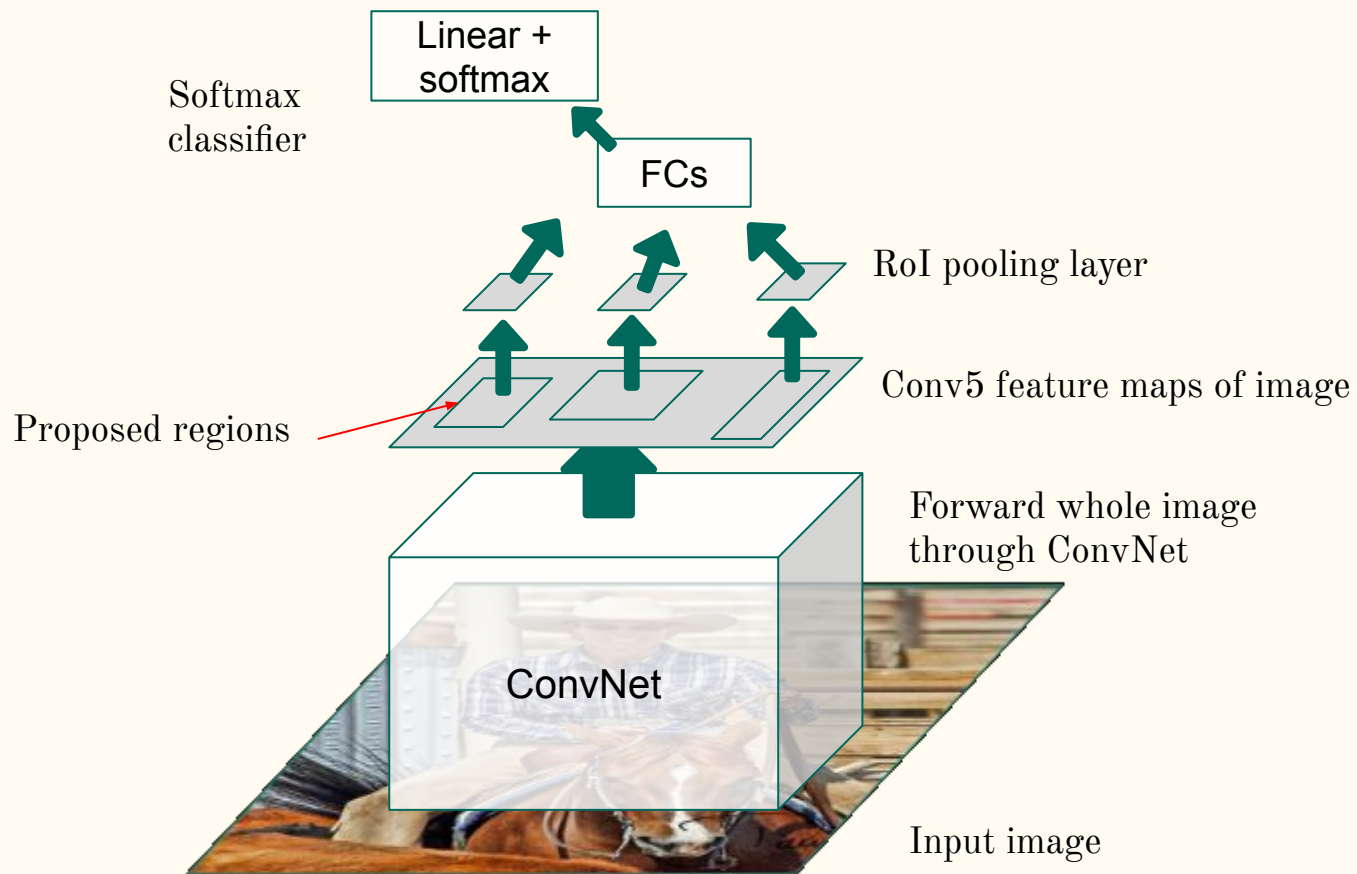 Linear +
softmax
Softmax
classifier
FCs
RoI pooling layer
Conv5 feature maps of image
Proposed regions
Forward whole image
through ConvNet
ConvNet
Input image